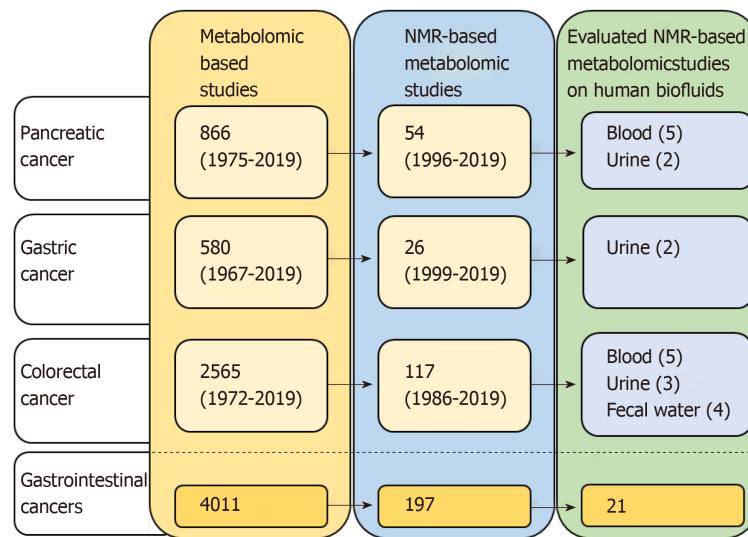 Metabolomic
based
studies
NMR-based
metabolomic
studies
Evaluated NMR-based
metabolomicstudies
on human biofluids
Pancreatic
cancer
866
(1975-2019)
54
(1996-2019)
Blood (5)
Urine (2)
Gastric
cancer
580
(1967-2019)
26
(1999-2019)
Urine (2)
Colorectal
cancer
2565
(1972-2019)
117
(1986-2019)
Blood (5)
Urine (3)
Fecal water (4)
Gastrointestinal
cancers
4011
197
21